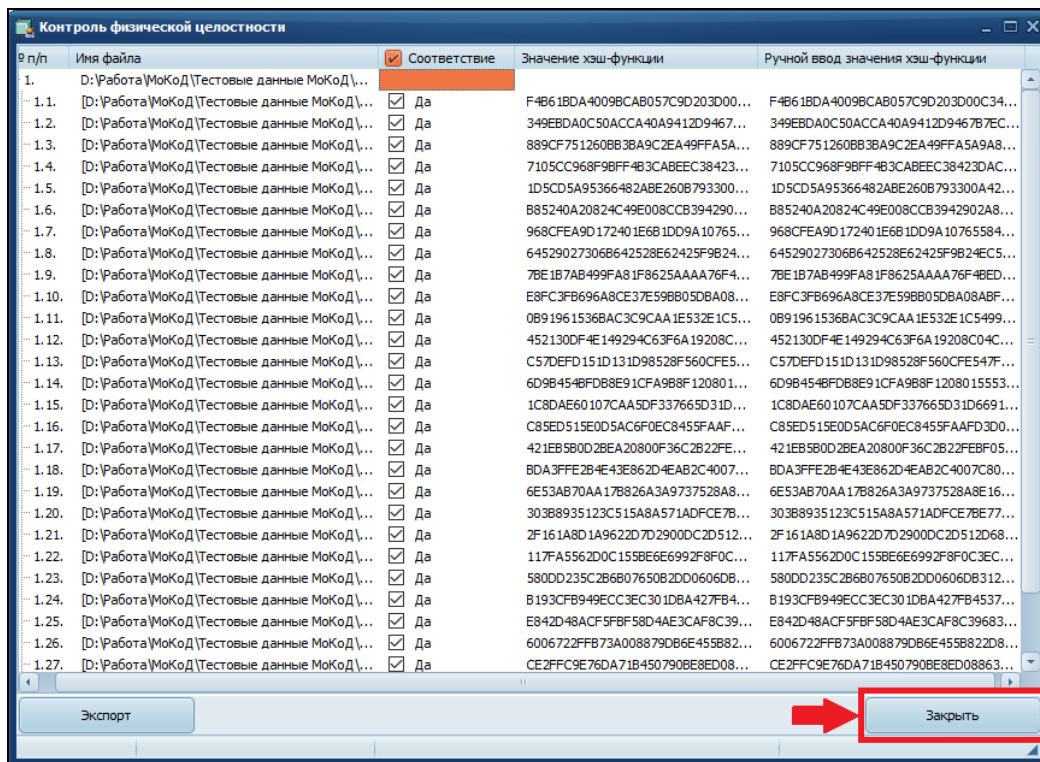 Контроль физической целостности
№ п/п Имя файла Соответствие Значение хэш-функции Ручной ввод значения хэш-функции
1. D:\Работа\МоКоД\Тестовые данные МоКоД\...
1.1. [D:\Работа\МоКоД\Тестовые данные МоКоД\... Да F4B61BDA4009BCAB057C9D203D00... F4B61BDA4009BCAB057C9D203D00C34...
1.2. [D:\Работа\МоКоД\Тестовые данные МоКоД\... Да 349EBDA0C50ACCA40A9412D9467... 349EBDA0C50ACCA40A9412D9467B7EC...
1.3. [D:\Работа\МоКоД\Тестовые данные МоКоД\... Да 889CF751260BB3BA9C2EA49FFA5A... 889CF751260BB3BA9C2EA49FFA5A9A8...
1.4. [D:\Работа\МоКоД\Тестовые данные МоКоД\... Да 7105CC968F9BFF4B3CABEEC38423... 7105CC968F9BFF4B3CABEEC38423DAC...
1.5. [D:\Работа\МоКоД\Тестовые данные МоКоД\... Да 1D5CD5A95366482ABE260B793300... 1D5CD5A95366482ABE260B793300A42...
1.6. [D:\Работа\МоКоД\Тестовые данные МоКоД\... Да B85240A20824C49E008CCB394290... B85240A20824C49E008CCB3942902A8...
1.7. [D:\Работа\МоКоД\Тестовые данные МоКоД\... Да 968CFEA9D172401E6B1DD9A10765... 968CFEA9D172401E6B1DD9A10765584...
1.8. [D:\Работа\МоКоД\Тестовые данные МоКоД\... Да 64529027306B642528E62425F9B24... 64529027306B642528E62425F9B24EC5...
1.9. [D:\Работа\МоКоД\Тестовые данные МоКоД\... Да 7BE1B7AB499FA81F8625AAAA76F4... 7BE1B7AB499FA81F8625AAAA76F4BED...
1.10. [D:\Работа\МоКоД\Тестовые данные МоКоД\... Да E8FC3FB696A8CE37E59BB05DBA08... E8FC3FB696A8CE37E59BB05DBA08ABF...
1.11. [D:\Работа\МоКоД\Тестовые данные МоКоД\... Да 0B91961536BAC3C9CAA1E532E1C5... 0B91961536BAC3C9CAA1E532E1C5499...
1.12. [D:\Работа\МоКоД\Тестовые данные МоКоД\... Да 452130DF4E149294C63F6A19208C... 452130DF4E149294C63F6A19208C04C...
1.13. [D:\Работа\МоКоД\Тестовые данные МоКоД\... Да C57DEFD151D131D98528F560CFE5... C57DEFD151D131D98528F560CFE547F...
1.14. [D:\Работа\МоКоД\Тестовые данные МоКоД\... Да 6D9B454BFDB8E91CFA9B8F120801... 6D9B454BFDB8E91CFA9B8F1208015553...
1.15. [D:\Работа\МоКоД\Тестовые данные МоКоД\... Да 1C8DAE60107CAA5DF337665D31D... 1C8DAE60107CAA5DF337665D31D6691...
1.16. [D:\Работа\МоКоД\Тестовые данные МоКоД\... Да C85ED515E0D5AC6F0EC8455FAAF... C85ED515E0D5AC6F0EC8455FAAFD3D0...
1.17. [D:\Работа\МоКоД\Тестовые данные МоКоД\... Да 421EB5B0D2BEA20800F36C2B22FE... 421EB5B0D2BEA20800F36C2B22FEBF05...
1.18. [D:\Работа\МоКоД\Тестовые данные МоКоД\... Да BDA3FFE2B4E43E862D4EAB2C4007... BDA3FFE2B4E43E862D4EAB2C4007C80...
1.19. [D:\Работа\МоКоД\Тестовые данные МоКоД\... Да 6E53AB70AA17B826A3A9737528A8... 6E53AB70AA17B826A3A9737528A8E16...
1.20. [D:\Работа\МоКоД\Тестовые данные МоКоД\... Да 303B8935123C515A8A571ADFCE7B... 303B8935123C515A8A571ADFCE7BE77...
1.21. [D:\Работа\МоКоД\Тестовые данные МоКоД\... Да 2F161A8D1A9622D7D2900DC2D512... 2F161A8D1A9622D7D2900DC2D512D68...
1.22. [D:\Работа\МоКоД\Тестовые данные МоКоД\... Да 117FA5562D0C155BE6E6992F8F0C... 117FA5562D0C155BE6E6992F8F0C3EC...
1.23. [D:\Работа\МоКоД\Тестовые данные МоКоД\... Да 580DD235C2B6B07650B2DD0606DB... 580DD235C2B6B07650B2DD0606DB312...
1.24. [D:\Работа\МоКоД\Тестовые данные МоКоД\... Да B193CFB949ECC3EC301DBA427FB4... B193CFB949ECC3EC301DBA427FB4537...
1.25. [D:\Работа\МоКоД\Тестовые данные МоКоД\... Да E842D48ACF5FBF58D4AE3CAF8C39... E842D48ACF5FBF58D4AE3CAF8C39683...
1.26. [D:\Работа\МоКоД\Тестовые данные МоКоД\... Да 6006722FFB73A008879DB6E455B82... 6006722FFB73A008879DB6E455B822D8...
1.27. [D:\Работа\МоКоД\Тестовые данные МоКоД\... Да CE2FFC9E76DA71B450790BE8ED08... CE2FFC9E76DA71B450790BE8ED08863...
Экспорт Закрыть